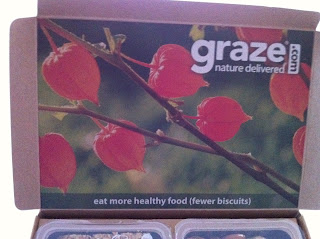 graze.com
nature delivered
eat more healthy food (fewer biscuits)